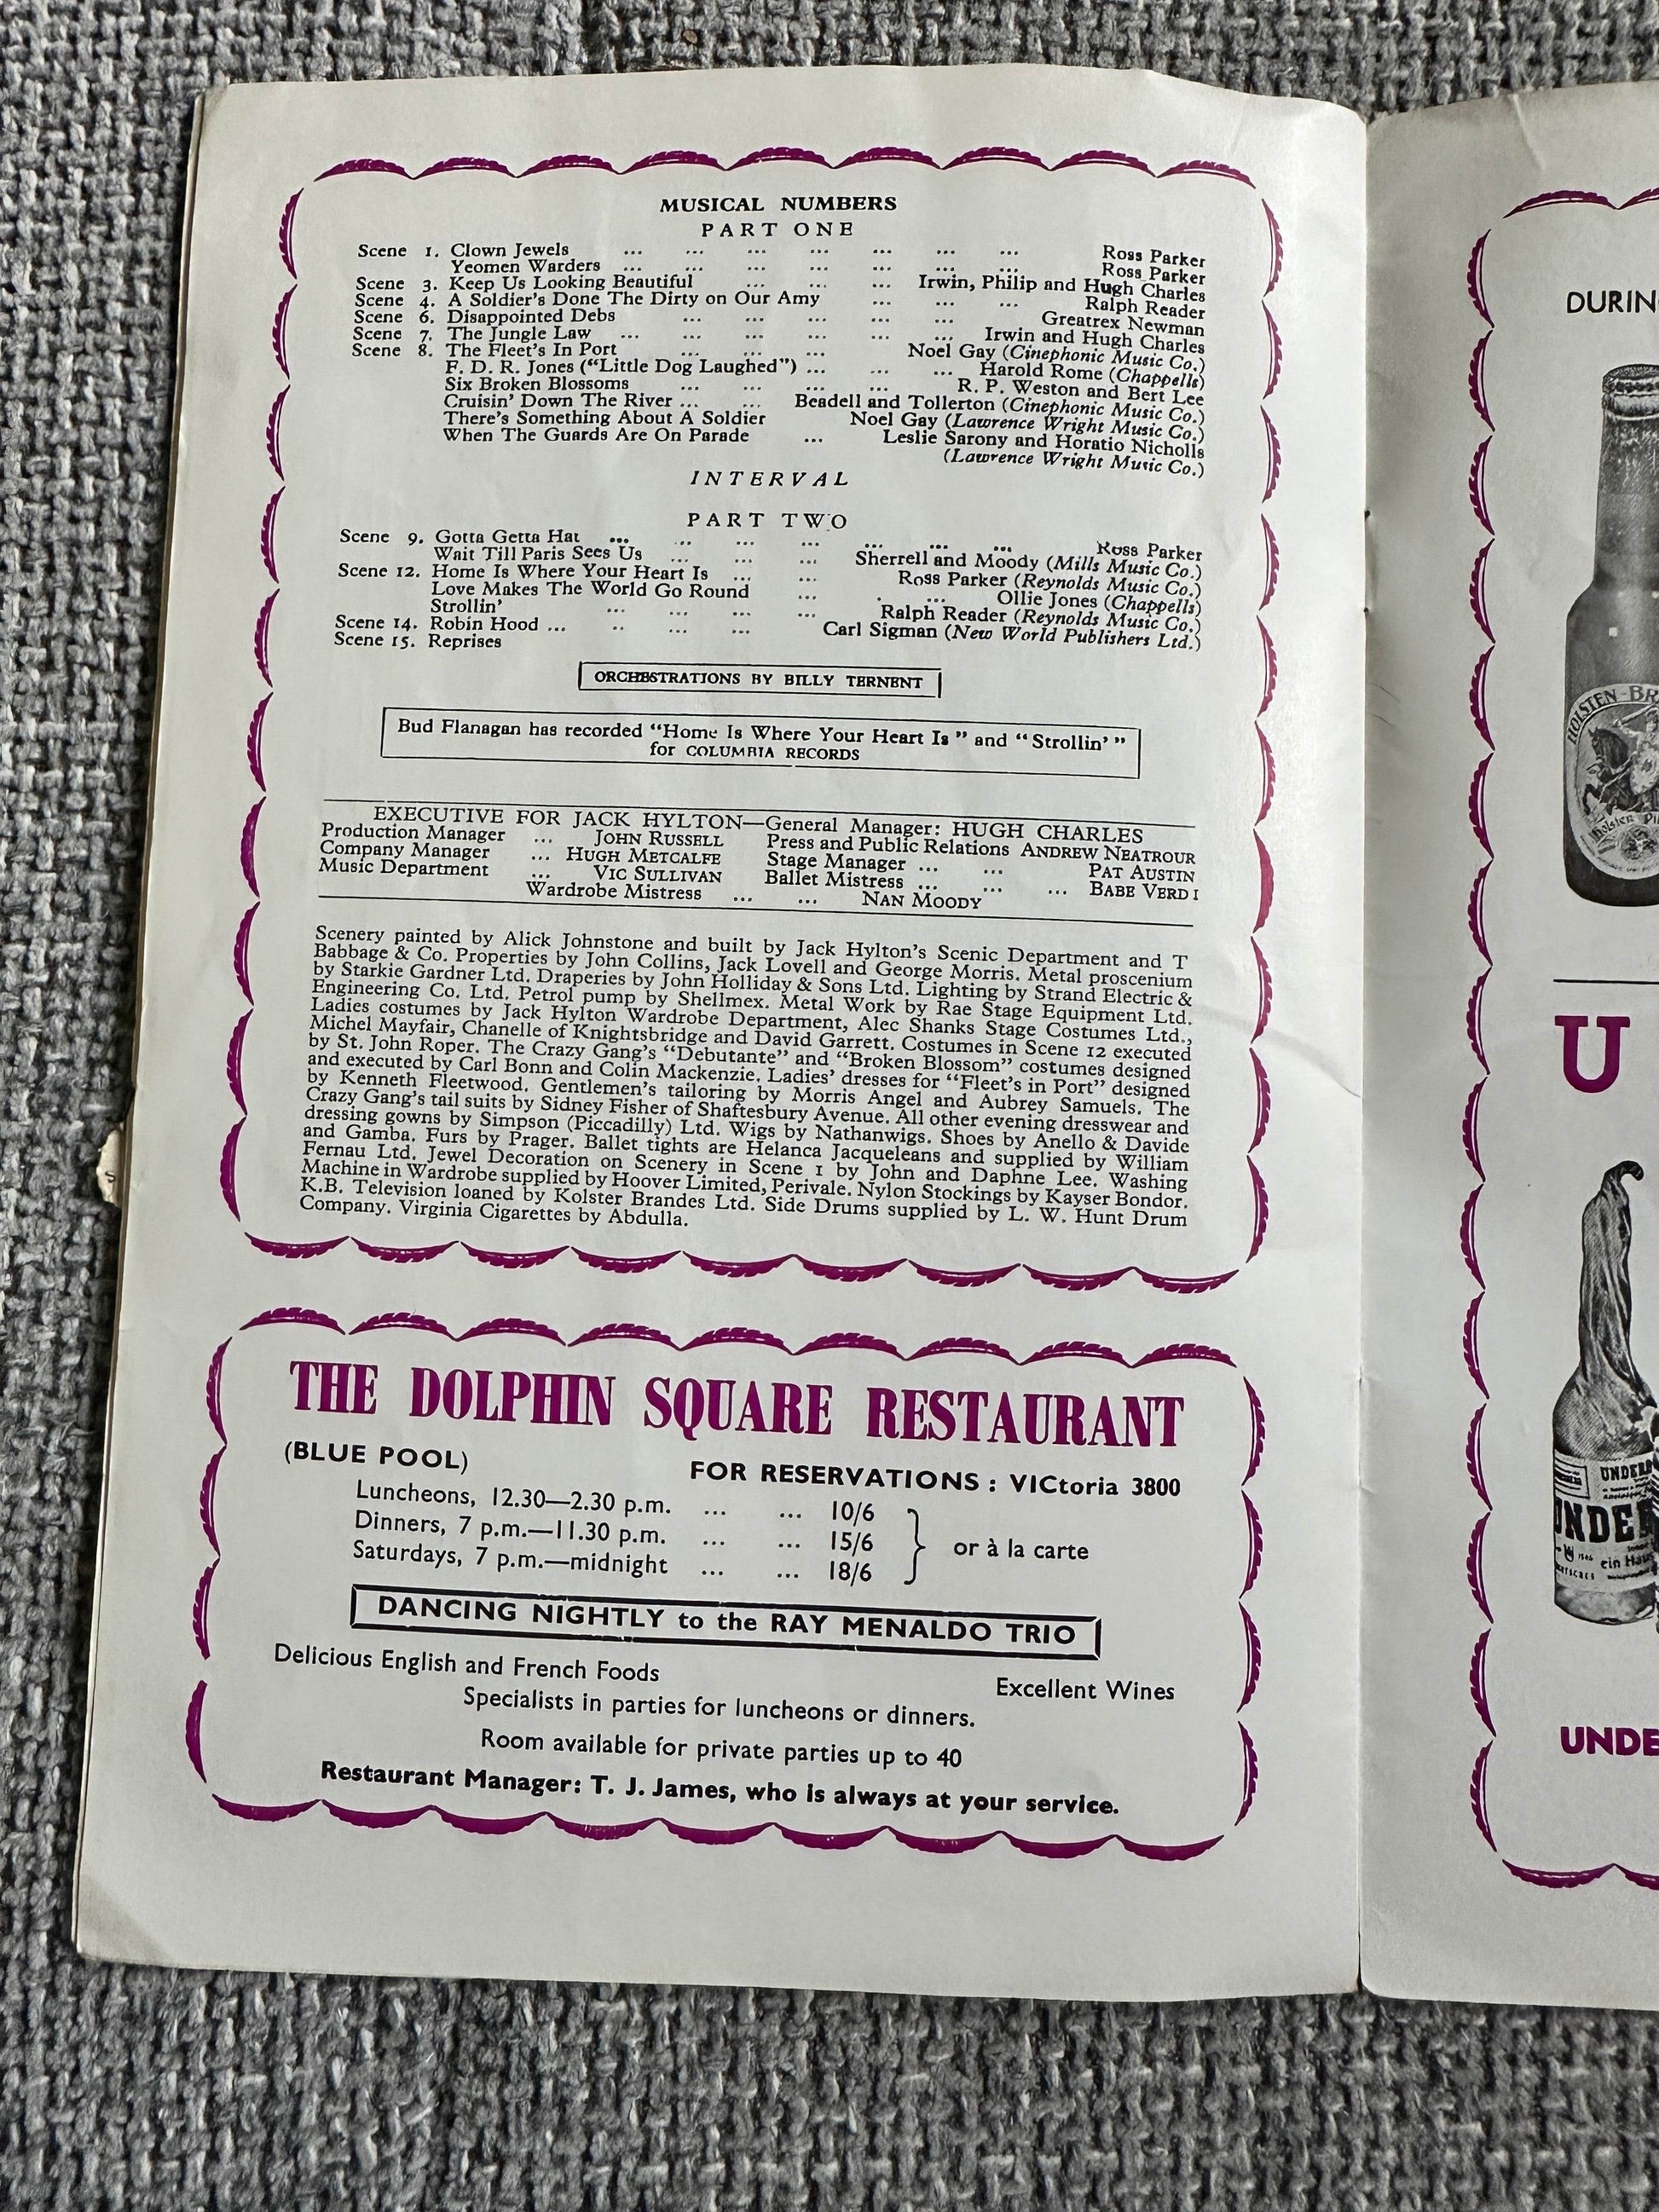 MUSICAL NUMBERS
PART ONE
Scene 1. Clown Jewels ... ... ... ... ... ... ... Ross Parker
Yeomen Warders ... ... ... ... ... ... ... Ross Parker
Scene 3. Keep Us Looking Beautiful ... ... ... Irwin, Philip and Hugh Charles
Scene 4. A Soldier's Done The Dirty on Our Amy ... ... ... Ralph Reader
Scene 6. Disappointed Debs ... ... ... ... ... Greatrex Newman
Scene 7. The Jungle Law ... ... ... ... ... ... Irwin and Hugh Charles
Scene 8. The Fleet's In Port ... ... ... Noel Gay (Cinephonic Music Co.)
F. D. R. Jones ("Little Dog Laughed") ... ... ... Harold Rome (Chappells)
Six Broken Blossoms ... ... ... ... R. P. Weston and Bert Lee
Cruisin' Down The River ... ... Beadell and Tollerton (Cinephonic Music Co.)
There's Something About A Soldier Noel Gay (Lawrence Wright Music Co.)
When The Guards Are On Parade ... Leslie Sarony and Horatio Nicholls
(Lawrence Wright Music Co.)
INTERVAL
PART TWO
Scene 9. Gotta Getta Hat ... ... ... ... ... ... ... Ross Parker
Wait Till Paris Sees Us ... ... ... Sherrell and Moody (Mills Music Co.)
Scene 12. Home Is Where Your Heart Is ... ... Ross Parker (Reynolds Music Co.)
Love Makes The World Go Round ... . ... Ollie Jones (Chappells)
Strollin' ... ... ... ... Ralph Reader (Reynolds Music Co.)
Scene 14. Robin Hood ... .. ... ... Carl Sigman (New World Publishers Ltd.)
Scene 15. Reprises
ORCHESTRATIONS BY BILLY TERNENT
Bud Flanagan has recorded "Home Is Where Your Heart Is" and "Strollin'"
for COLUMBIA RECORDS
EXECUTIVE FOR JACK HYLTON—General Manager: HUGH CHARLES
Production Manager ... JOHN RUSSELL Press and Public Relations ANDREW NEATROUR
Company Manager ... HUGH METCALFE Stage Manager ... ... PAT AUSTIN
Music Department ... VIC SULLIVAN Ballet Mistress ... ... ... BABE VERDI
Wardrobe Mistress ... ... NAN MOODY
Scenery painted by Alick Johnstone and built by Jack Hylton's Scenic Department and T
Babbage & Co. Properties by John Collins, Jack Lovell and George Morris. Metal proscenium
by Starkie Gardner Ltd. Draperies by John Holliday & Sons Ltd. Lighting by Strand Electric &
Engineering Co. Ltd. Petrol pump by Shellmex. Metal Work by Rae Stage Equipment Ltd.
Ladies costumes by Jack Hylton Wardrobe Department, Alec Shanks Stage Costumes Ltd.,
Michel Mayfair, Chanelle of Knightsbridge and David Garrett. Costumes in Scene 12 executed
by St. John Roper. The Crazy Gang's "Debutante" and "Broken Blossom" costumes designed
and executed by Carl Bonn and Colin Mackenzie. Ladies' dresses for "Fleet's in Port" designed
by Kenneth Fleetwood. Gentlemen's tailoring by Morris Angel and Aubrey Samuels. The
Crazy Gang's tail suits by Sidney Fisher of Shaftesbury Avenue. All other evening dresswear and
dressing gowns by Simpson (Piccadilly) Ltd. Wigs by Nathanwigs. Shoes by Anello & Davide
and Gamba. Furs by Prager. Ballet tights are Helanca Jacqueleans and supplied by William
Fernau Ltd. Jewel Decoration on Scenery in Scene 1 by John and Daphne Lee. Washing
Machine in Wardrobe supplied by Hoover Limited, Perivale. Nylon Stockings by Kayser Bondor.
K.B. Television loaned by Kolster Brandes Ltd. Side Drums supplied by L. W. Hunt Drum
Company. Virginia Cigarettes by Abdulla.
THE DOLPHIN SQUARE RESTAURANT
(BLUE POOL)
FOR RESERVATIONS : VICtoria 3800
Luncheons, 12.30—2.30 p.m. ... ... 10/6
Dinners, 7 p.m.—11.30 p.m. ... ... 15/6 or à la carte
Saturdays, 7 p.m.—midnight ... ... 18/6
DANCING NIGHTLY to the RAY MENALDO TRIO
Delicious English and French Foods
Excellent Wines
Specialists in parties for luncheons or dinners.
Room available for private parties up to 40
Restaurant Manager: T. J. James, who is always at your service.
DURIN
HOLSTEN-BR
Holsten
U
UNDER
UNDE
ein
UNDE